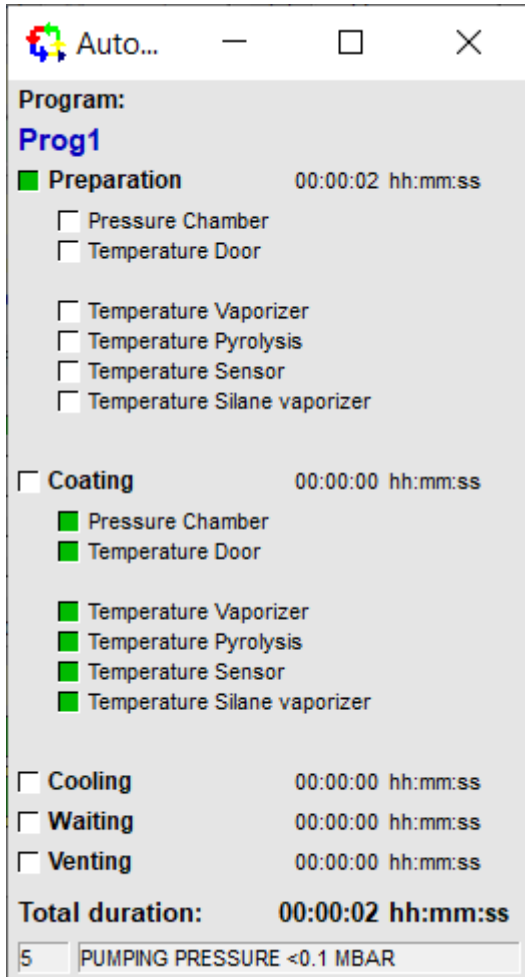 Auto...
Program:
Prog1
Preparation 00:00:02 hh:mm:ss
Pressure Chamber
Temperature Door
Temperature Vaporizer
Temperature Pyrolysis
Temperature Sensor
Temperature Silane vaporizer
Coating 00:00:00 hh:mm:ss
Pressure Chamber
Temperature Door
Temperature Vaporizer
Temperature Pyrolysis
Temperature Sensor
Temperature Silane vaporizer
Cooling 00:00:00 hh:mm:ss
Waiting 00:00:00 hh:mm:ss
Venting 00:00:00 hh:mm:ss
Total duration: 00:00:02 hh:mm:ss
5 PUMPING PRESSURE <0.1 MBAR